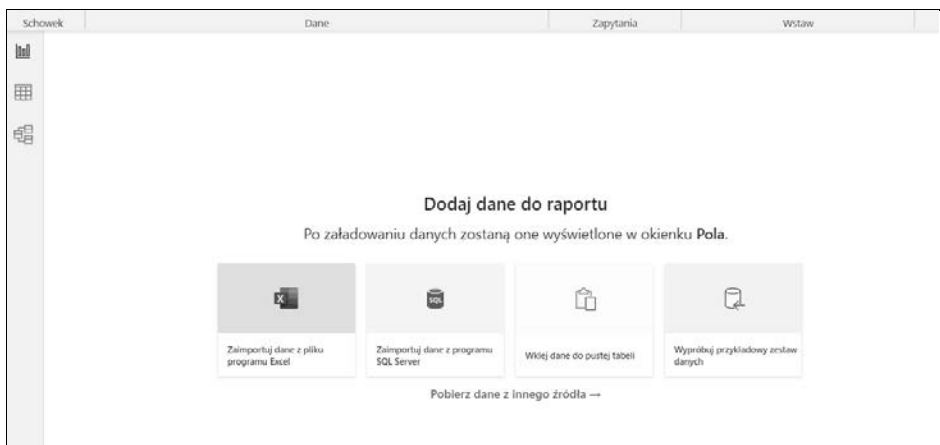 Schowek Dane Zapytania Wstaw
Dodaj dane do raportu
Po załadowaniu danych zostaną one wyświetlone w okienku Pola.
X
SQL
Zaimportuj dane z pliku
programu Excel
Zaimportuj dane z programu
SQL Server
Wklej dane do pustej tabeli
Wypróbuj przykładowy zestaw
danych
Pobierz dane z innego źródła →